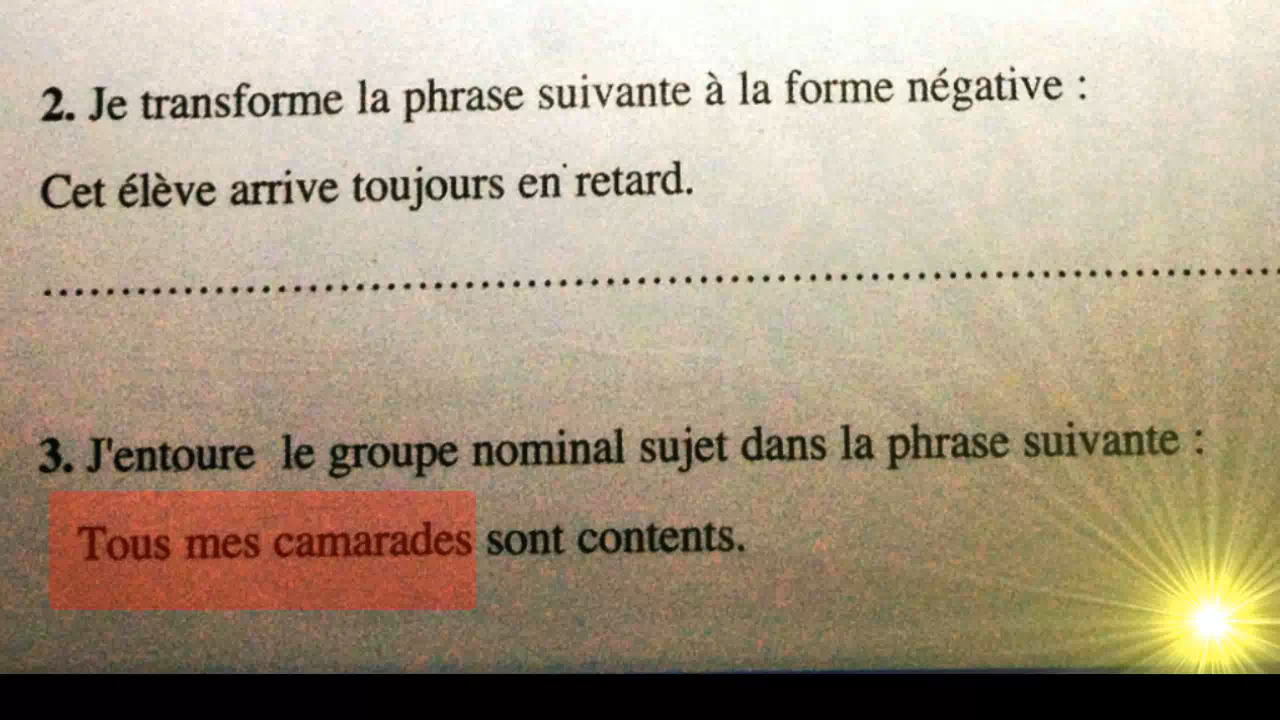 2. Je transforme la phrase suivante à la forme négative :
Cet élève arrive toujours en retard.
................................................................................
3. J'entoure le groupe nominal sujet dans la phrase suivante :
Tous mes camarades sont contents.